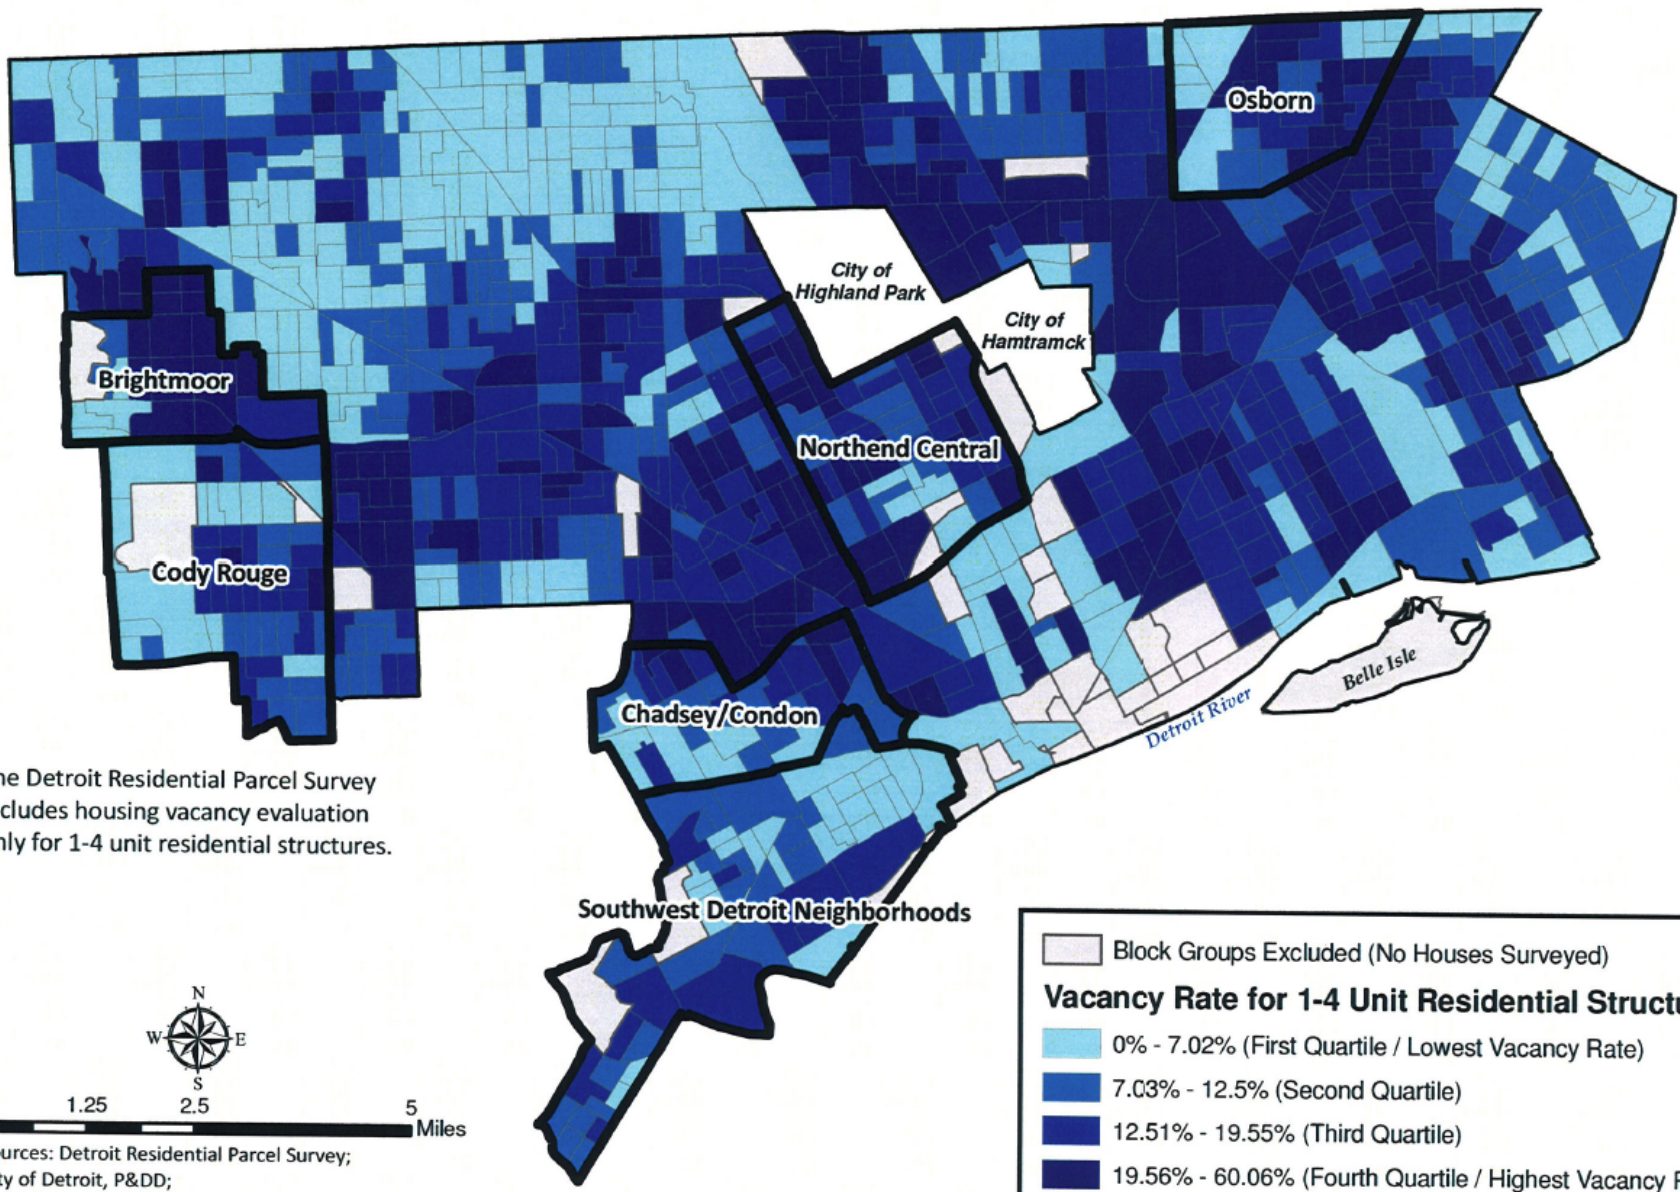 Osborn
City of
Highland Park
City of
Hamtramck
Brightmoor
Northend Central
Cody Rouge
Belle Isle
Detroit River
Chadsey/Condon
he Detroit Residential Parcel Survey
cludes housing vacancy evaluation
nly for 1-4 unit residential structures.
Southwest Detroit Neighborhoods
N
W E
S
1.25 2.5 5
Miles
urces: Detroit Residential Parcel Survey;
ty of Detroit, P&DD;
Block Groups Excluded (No Houses Surveyed)
Vacancy Rate for 1-4 Unit Residential Structu
0% - 7.02% (First Quartile / Lowest Vacancy Rate)
7.03% - 12.5% (Second Quartile)
12.51% - 19.55% (Third Quartile)
19.56% - 60.06% (Fourth Quartile / Highest Vacancy R